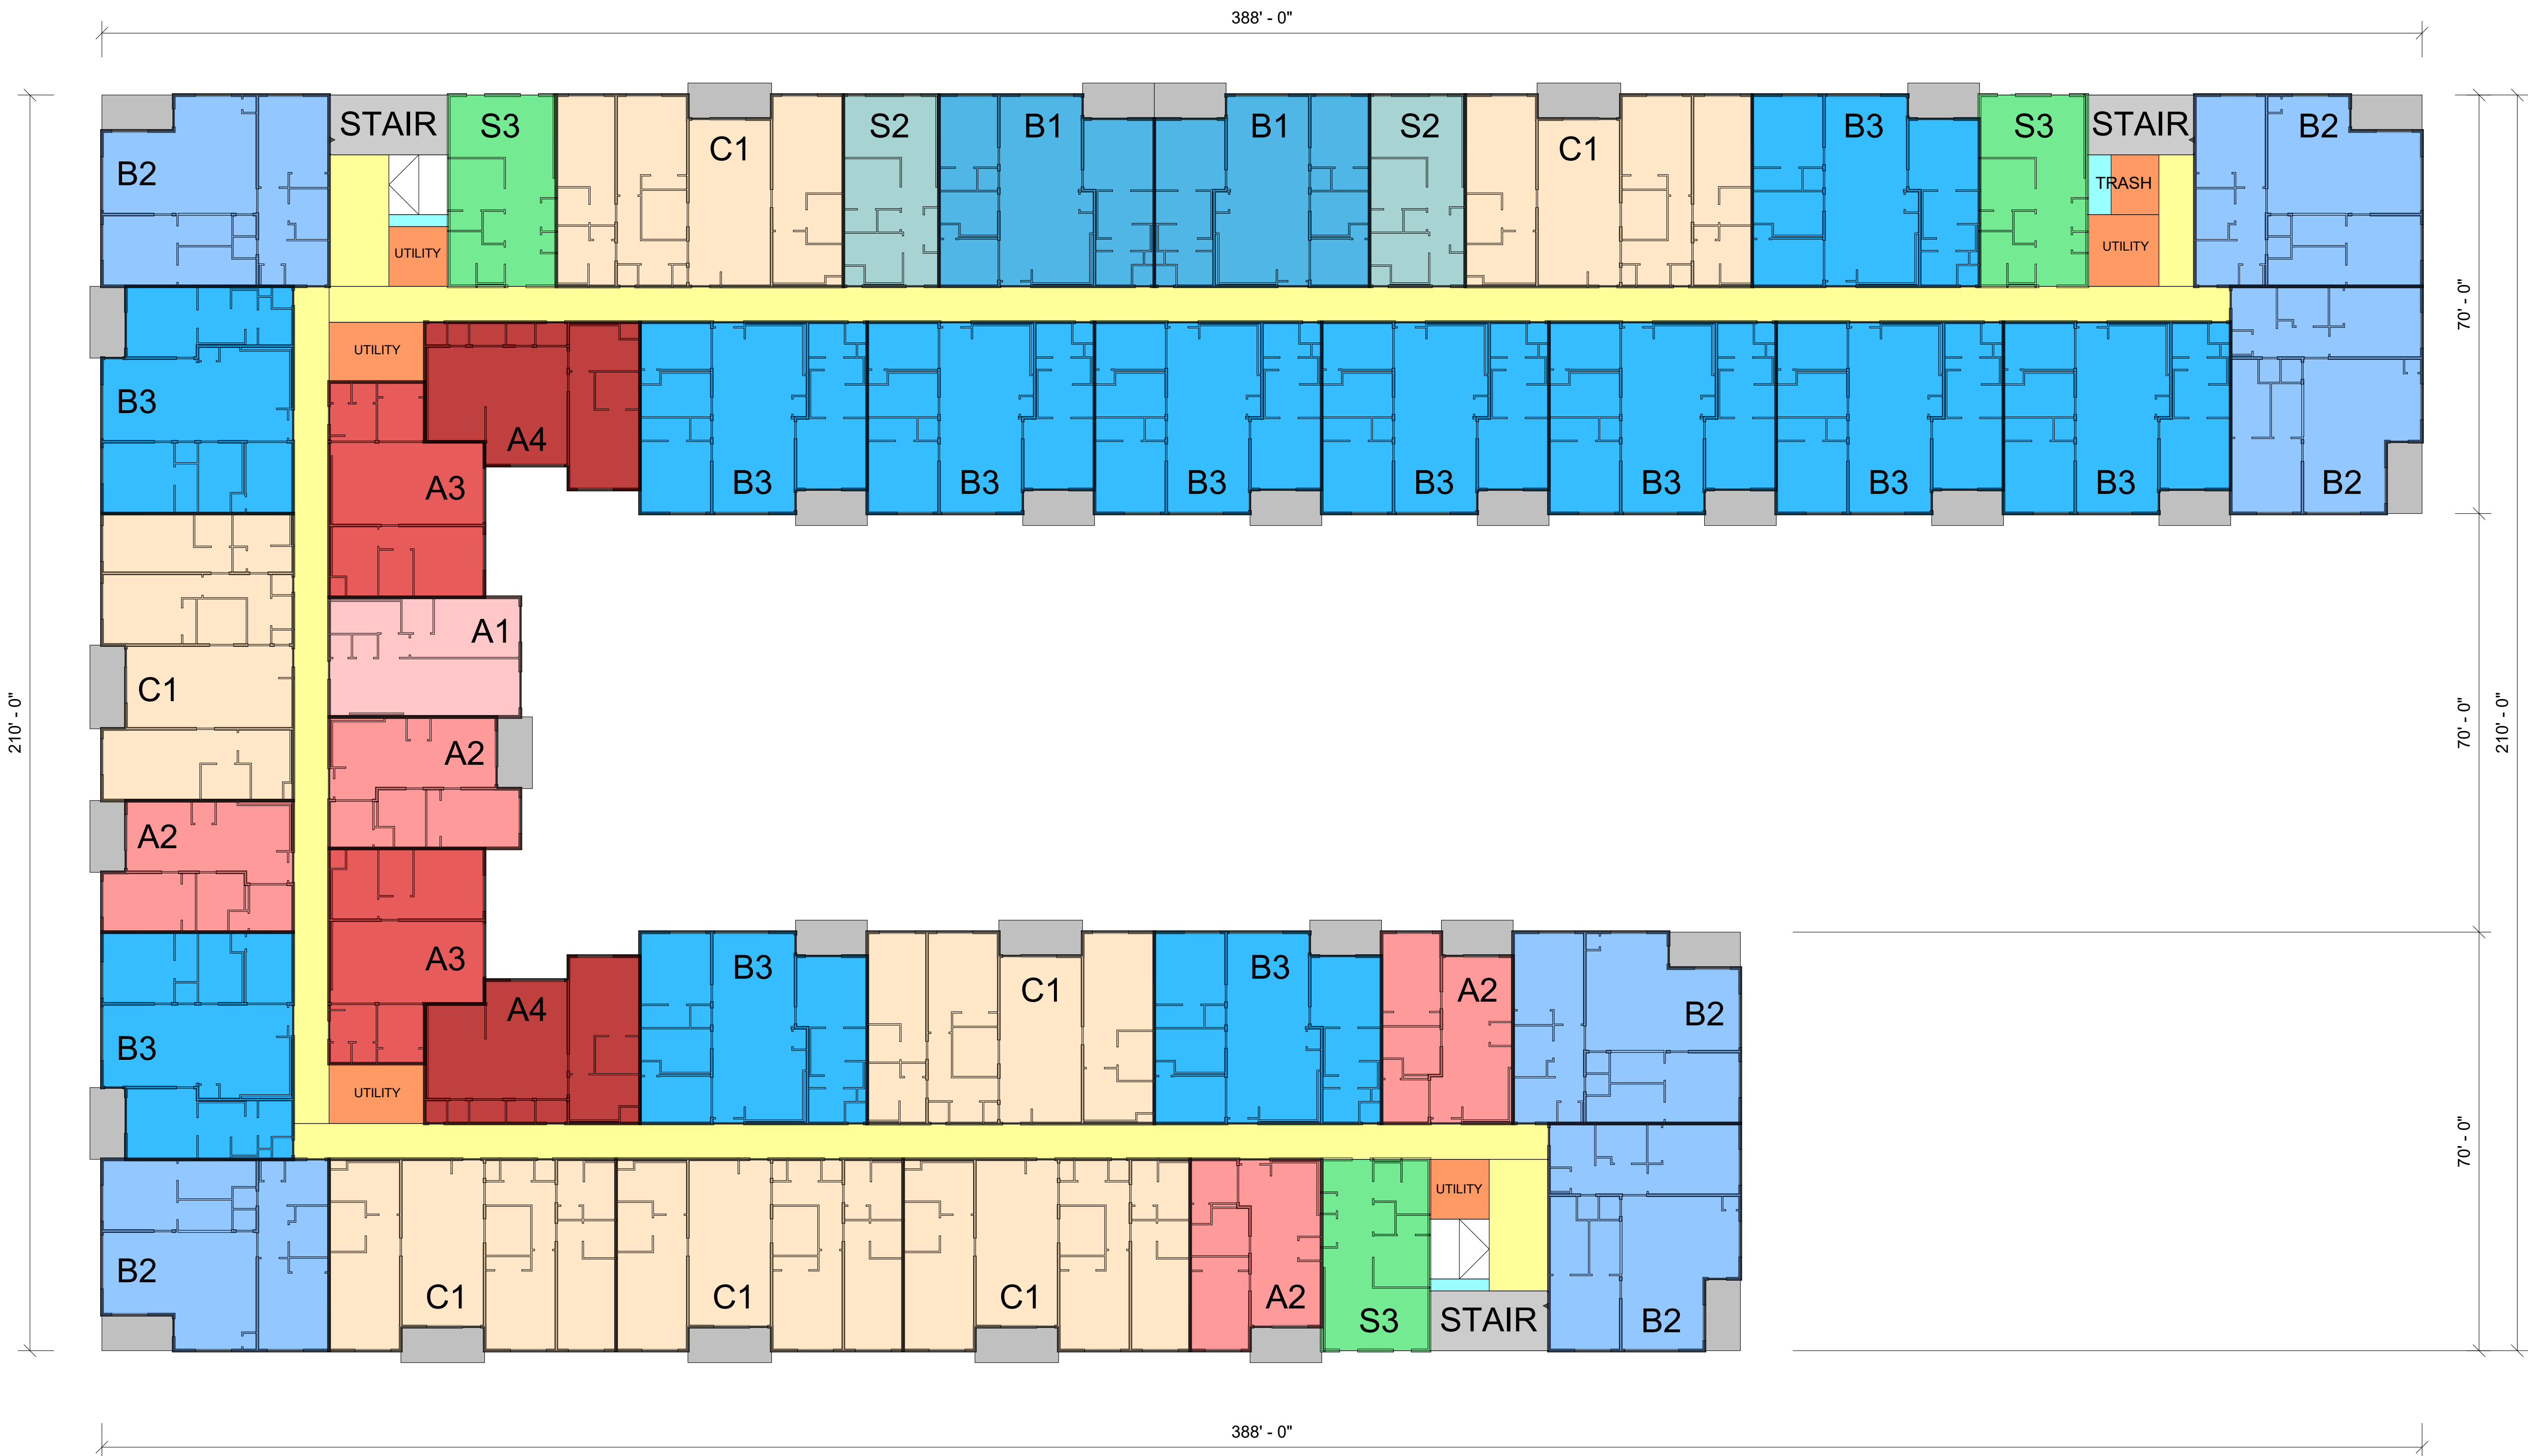 388' - 0"
STAIR
S3
S2
B1
B1
S2
B3
S3
STAIR
B2
C1
C1
B2
TRASH
UTILITY
UTILITY
70' - 0"
UTILITY
B3
A4
A3
B3
B3
B3
B3
B3
B3
B3
B2
A1
C1
210' - 0"
70' - 0"
210' - 0"
A2
A2
A3
B3
C1
B3
A2
A4
B2
B3
UTILITY
70' - 0"
UTILITY
B2
C1
C1
C1
A2
S3
STAIR
B2
388' - 0"